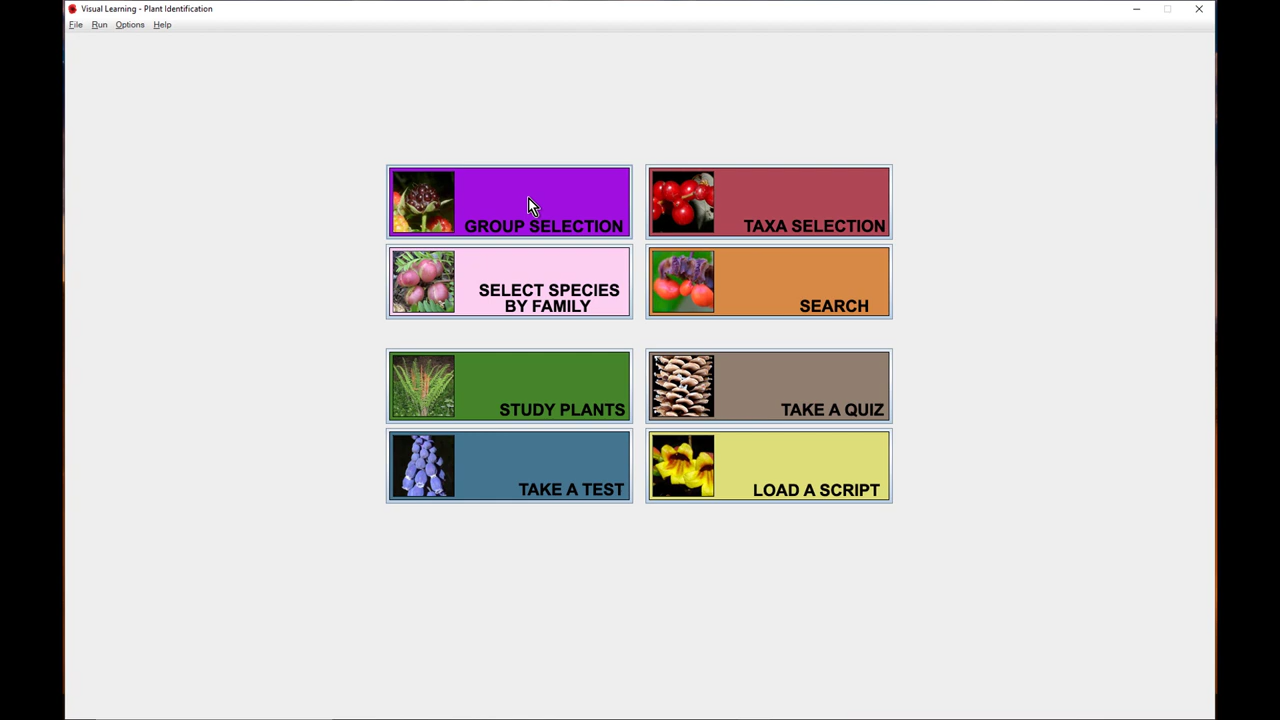 Visual Learning - Plant Identification
File Run Options Help
GROUP SELECTION
TAXA SELECTION
SELECT SPECIES
BY FAMILY
SEARCH
STUDY PLANTS
TAKE A QUIZ
TAKE A TEST
LOAD A SCRIPT